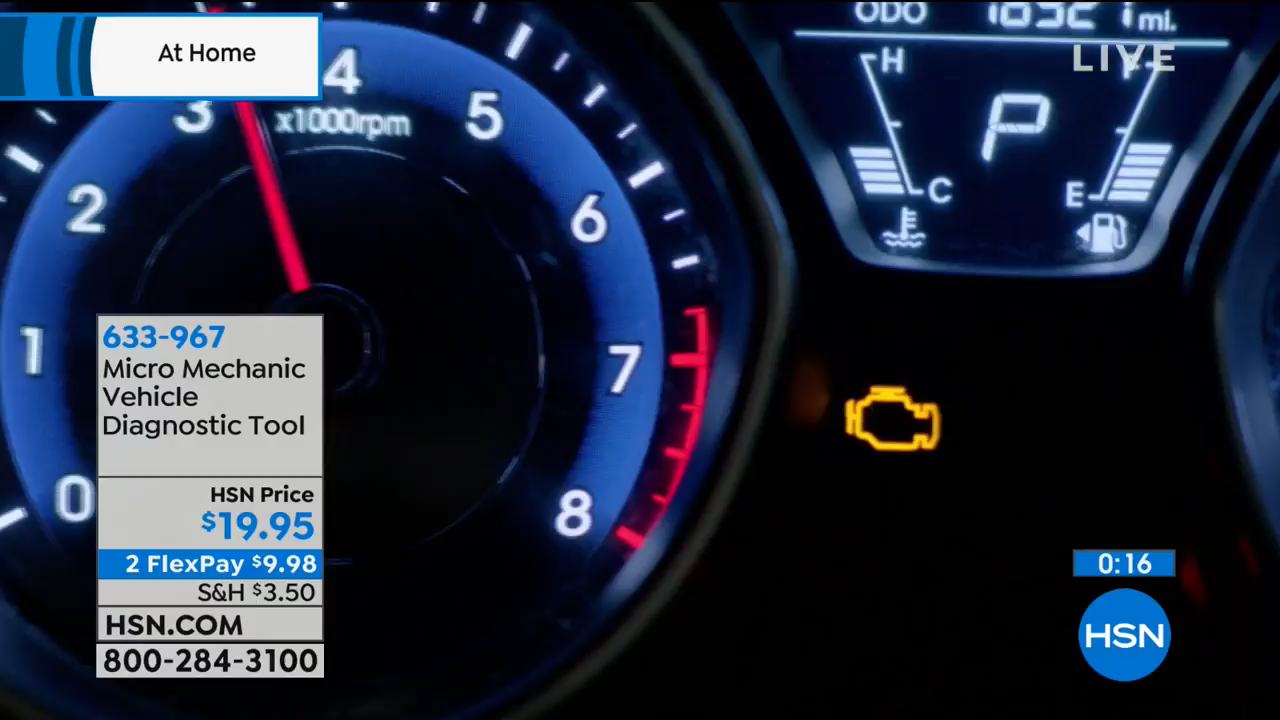 At Home
ODO
mi.
LIVE
H
C
E
P
x1000rpm
0
1
2
3
4
5
6
7
8
633-967
Micro Mechanic
Vehicle
Diagnostic Tool
HSN Price
$19.95
2 FlexPay $9.98
S&H $3.50
HSN.COM
800-284-3100
0:16
HSN